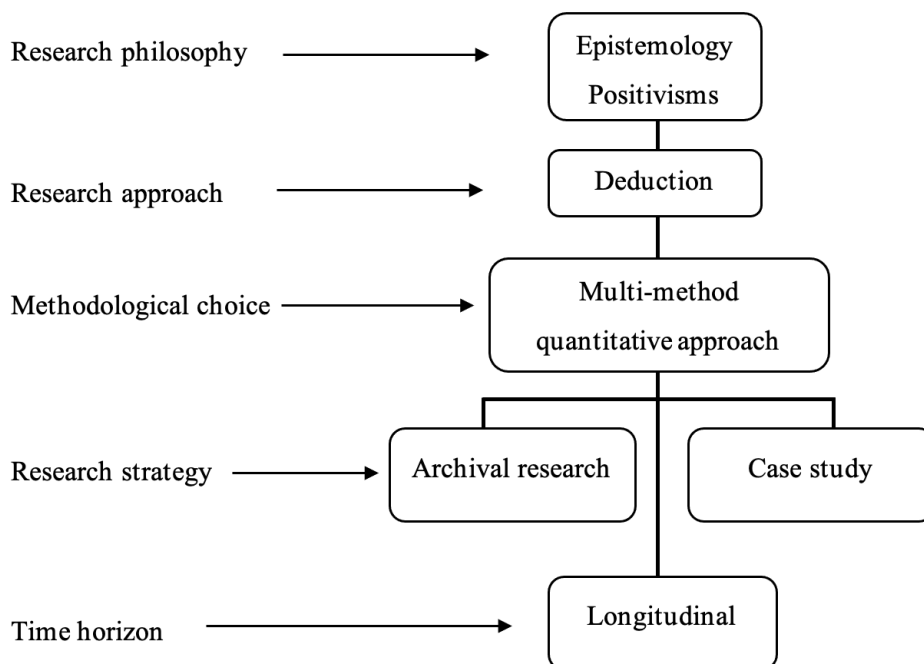 Research philosophy
Epistemology
Positivisms
Research approach
Deduction
Methodological choice
Multi-method
quantitative approach
Research strategy
Archival research
Case study
Time horizon
Longitudinal